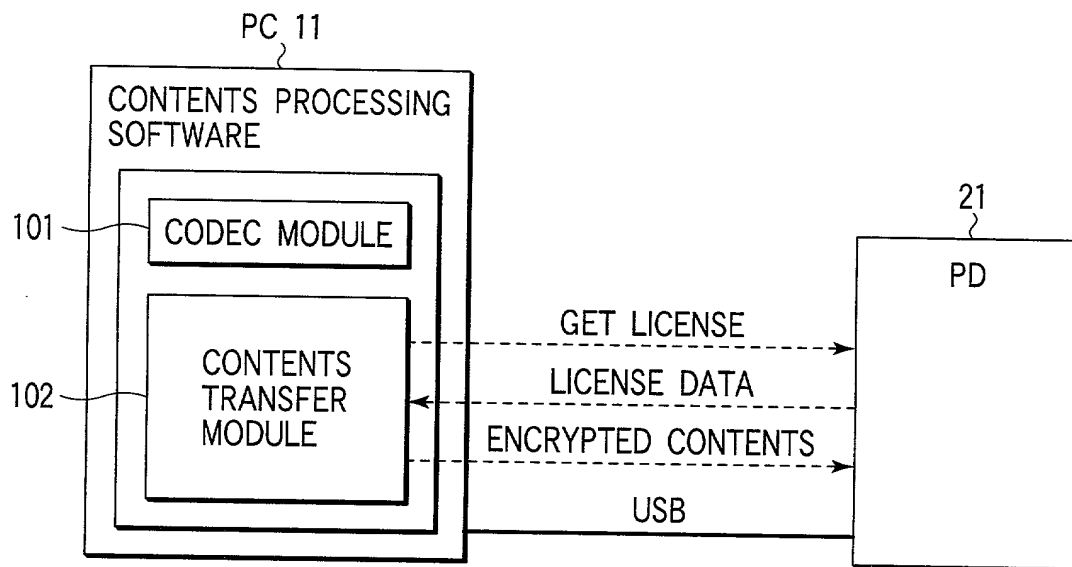 PC 11
CONTENTS PROCESSING
SOFTWARE
101
CODEC MODULE
102
CONTENTS
TRANSFER
MODULE
GET LICENSE
LICENSE DATA
ENCRYPTED CONTENTS
USB
21
PD